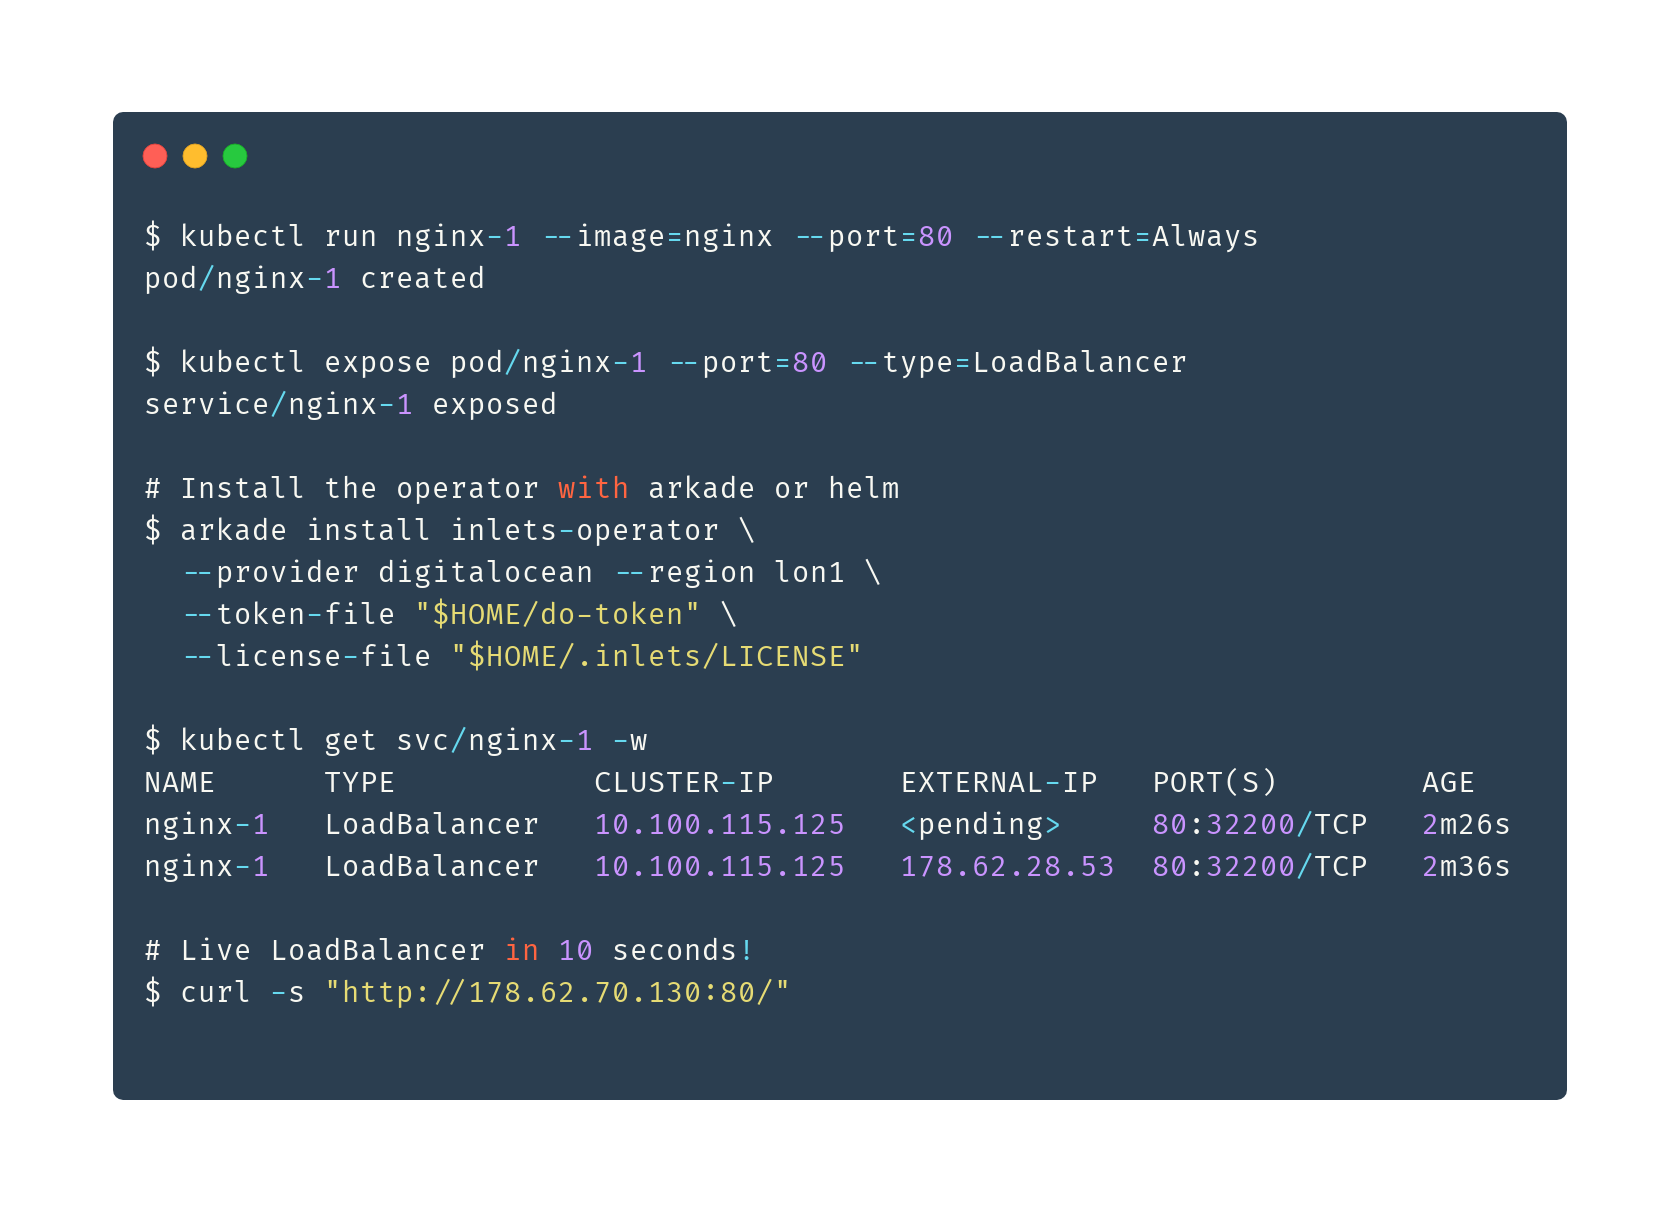 $ kubectl run nginx-1 --image=nginx --port=80 --restart=Always
pod/nginx-1 created
$ kubectl expose pod/nginx-1 --port=80 --type=LoadBalancer
service/nginx-1 exposed
# Install the operator with arkade or helm
$ arkade install inlets-operator \
--provider digitalocean --region lon1 \
--token-file "$HOME/do-token" \
--license-file "$HOME/.inlets/LICENSE"
$ kubectl get svc/nginx-1 -w
NAME TYPE CLUSTER-IP EXTERNAL-IP PORT(S) AGE
nginx-1 LoadBalancer 10.100.115.125 <pending> 80:32200/TCP 2m26s
nginx-1 LoadBalancer 10.100.115.125 178.62.28.53 80:32200/TCP 2m36s
# Live LoadBalancer in 10 seconds!
$ curl -s "http://178.62.70.130:80/"